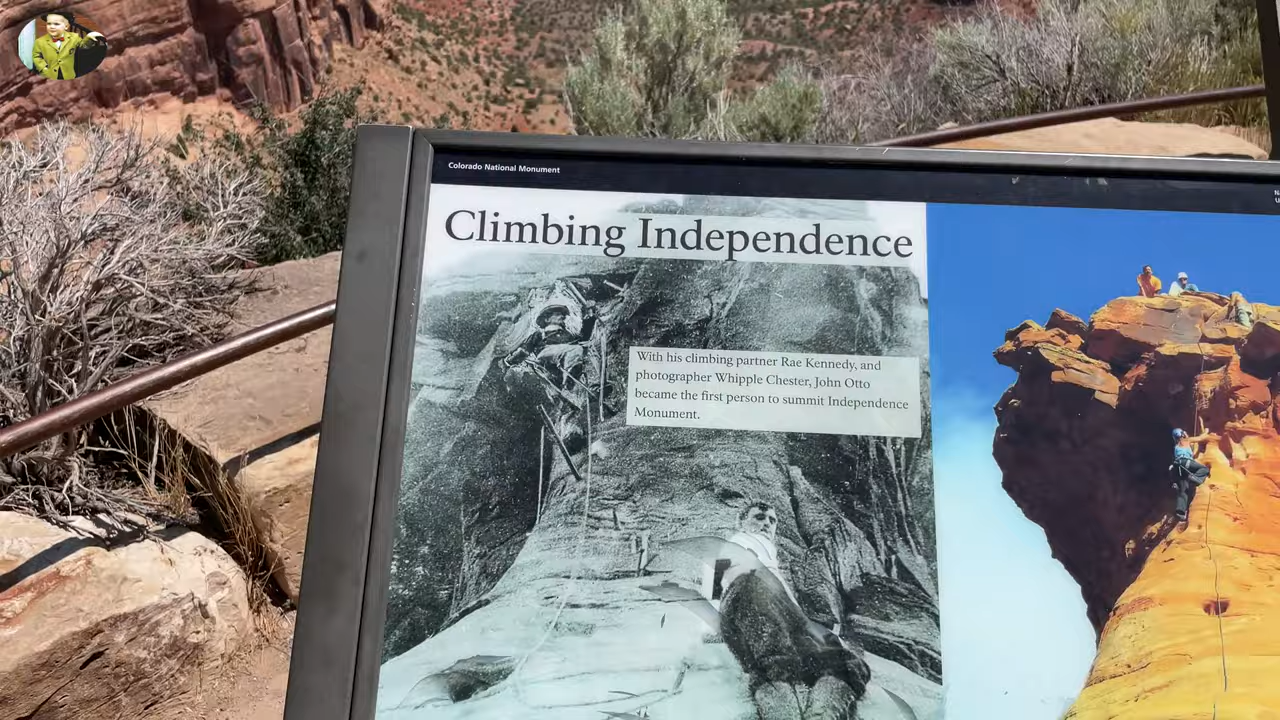 Colorado National Monument
Climbing Independence
With his climbing partner Rae Kennedy, and
photographer Whipple Chester, John Otto
became the first person to summit Independence
Monument.